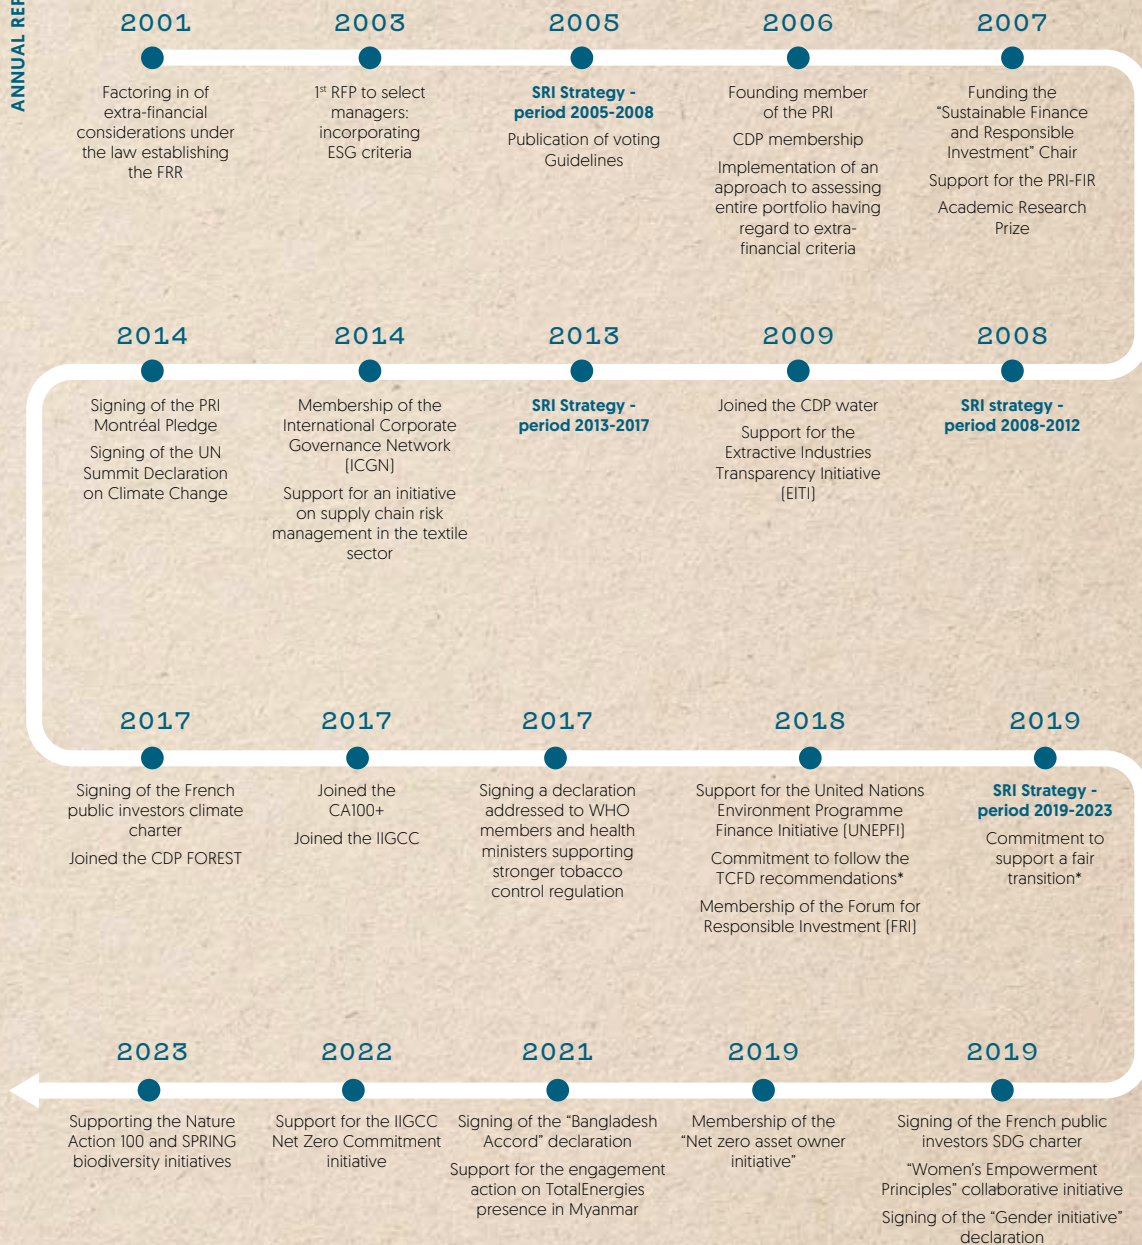 ANNUAL REP
2001
Factoring in of
extra-financial
considerations under
the law establishing
the FRR
2003
1st RFP to select
managers:
incorporating
ESG criteria
2005
SRI Strategy -
period 2005-2008
Publication of voting
Guidelines
2006
Founding member
of the PRI
CDP membership
Implementation of an
approach to assessing
entire portfolio having
regard to extra-
financial criteria
2007
Funding the
“Sustainable Finance
and Responsible
Investment” Chair
Support for the PRI-FIR
Academic Research
Prize
2008
SRI strategy -
period 2008-2012
2009
Joined the CDP water
Support for the
Extractive Industries
Transparency Initiative
(EITI)
2013
SRI Strategy -
period 2013-2017
2014
Membership of the
International Corporate
Governance Network
(ICGN)
Support for an initiative
on supply chain risk
management in the textile
sector
2014
Signing of the PRI
Montréal Pledge
Signing of the UN
Summit Declaration
on Climate Change
2017
Signing of the French
public investors climate
charter
Joined the CDP FOREST
2017
Joined the
CA100+
Joined the IIGCC
2017
Signing a declaration
addressed to WHO
members and health
ministers supporting
stronger tobacco
control regulation
2018
Support for the United Nations
Environment Programme
Finance Initiative (UNEPFI)
Commitment to follow the
TCFD recommendations*
Membership of the Forum for
Responsible Investment (FRI)
2019
SRI Strategy -
period 2019-2023
Commitment to
support a fair
transition*
2019
Signing of the French public
investors SDG charter
“Women’s Empowerment
Principles” collaborative initiative
Signing of the “Gender initiative”
declaration
2019
Membership of the
“Net zero asset owner
initiative”
2021
Signing of the “Bangladesh
Accord” declaration
Support for the engagement
action on TotalEnergies
presence in Myanmar
2022
Support for the IIGCC
Net Zero Commitment
initiative
2023
Supporting the Nature
Action 100 and SPRING
biodiversity initiatives